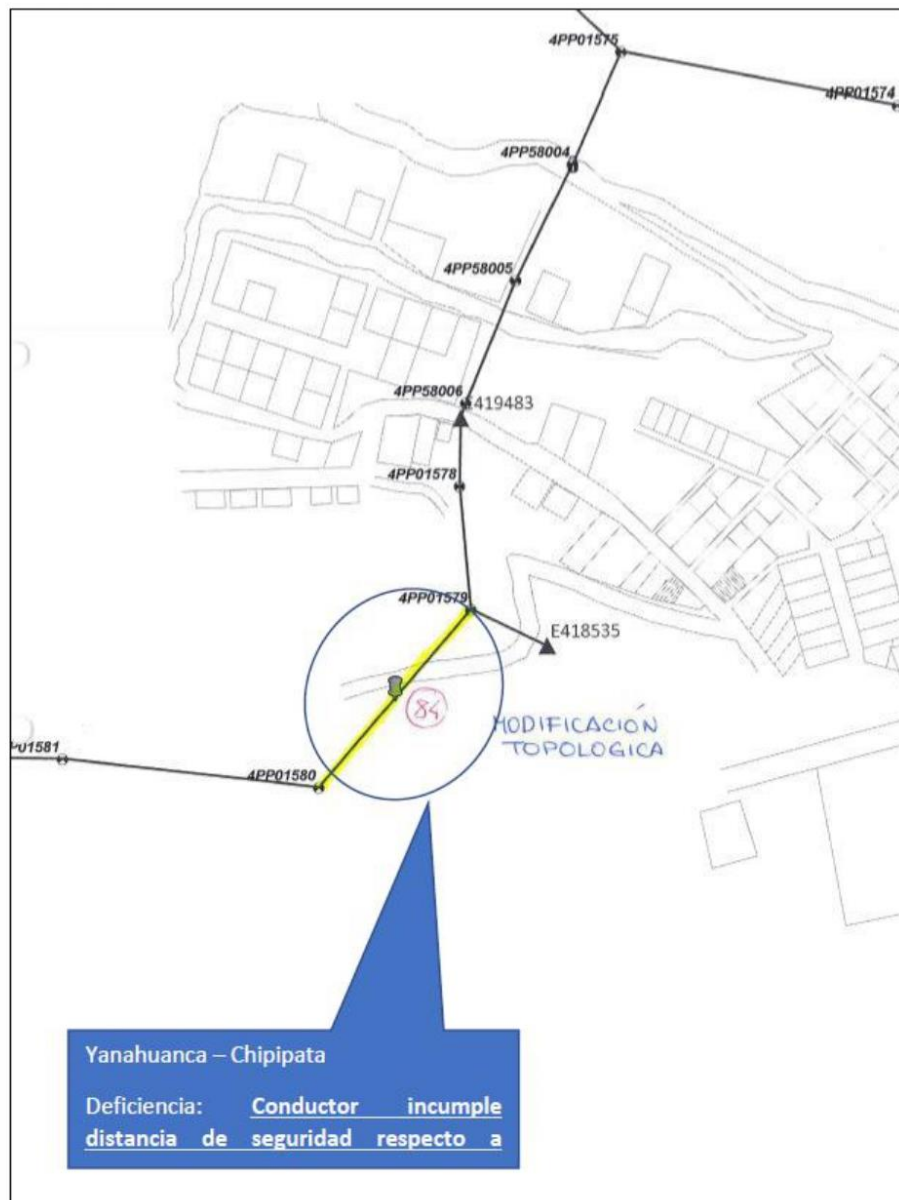 4PP01575
4PP01574
4PP58004
4PP58005
4PP58006
E419483
4PP01578
4PP01579
E418535
84
MODIFICACIÓN
TOPOLOGICA
P01581
4PP01580
Yanahuanca – Chipipata
Deficiencia: Conductor incumple
distancia de seguridad respecto a